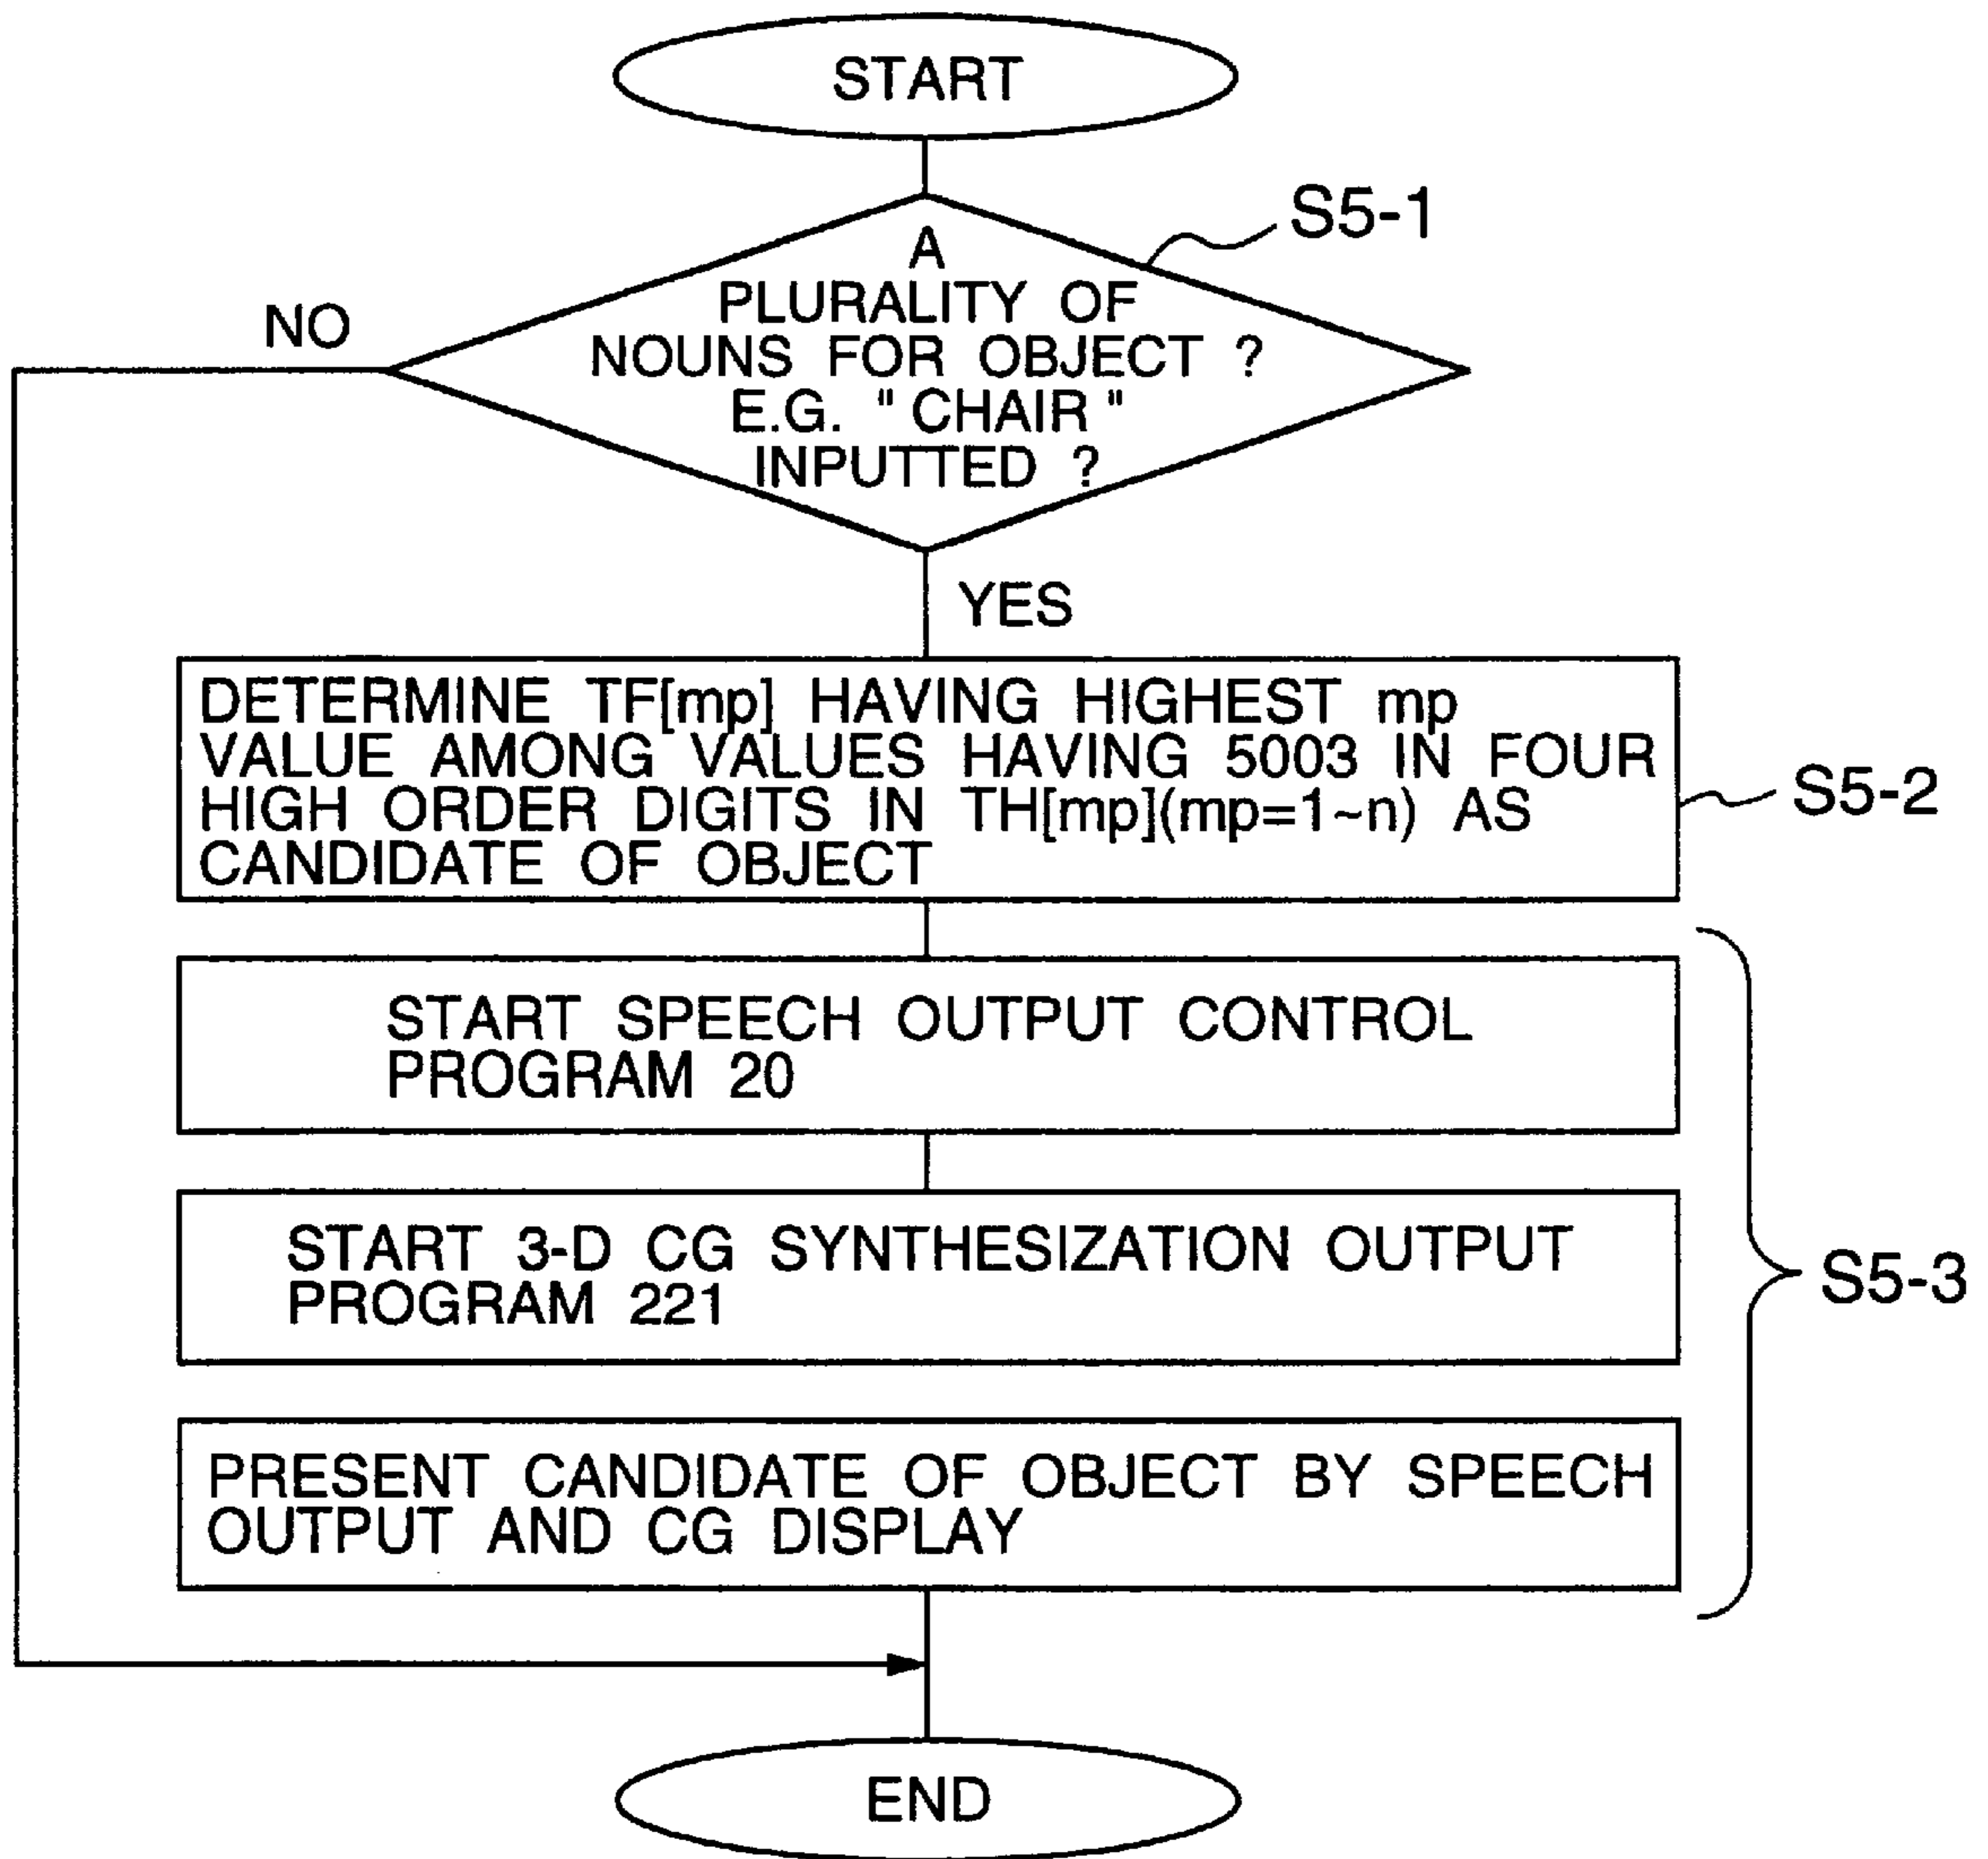 START
S5-1
A
PLURALITY OF
NOUNS FOR OBJECT ?
E.G. "CHAIR"
INPUTTED ?
NO
YES
DETERMINE TF[mp] HAVING HIGHEST mp
VALUE AMONG VALUES HAVING 5003 IN FOUR
HIGH ORDER DIGITS IN TH[mp](mp=1~n) AS
CANDIDATE OF OBJECT
S5-2
START SPEECH OUTPUT CONTROL
PROGRAM 20
START 3-D CG SYNTHESIZATION OUTPUT
PROGRAM 221
S5-3
PRESENT CANDIDATE OF OBJECT BY SPEECH
OUTPUT AND CG DISPLAY
END